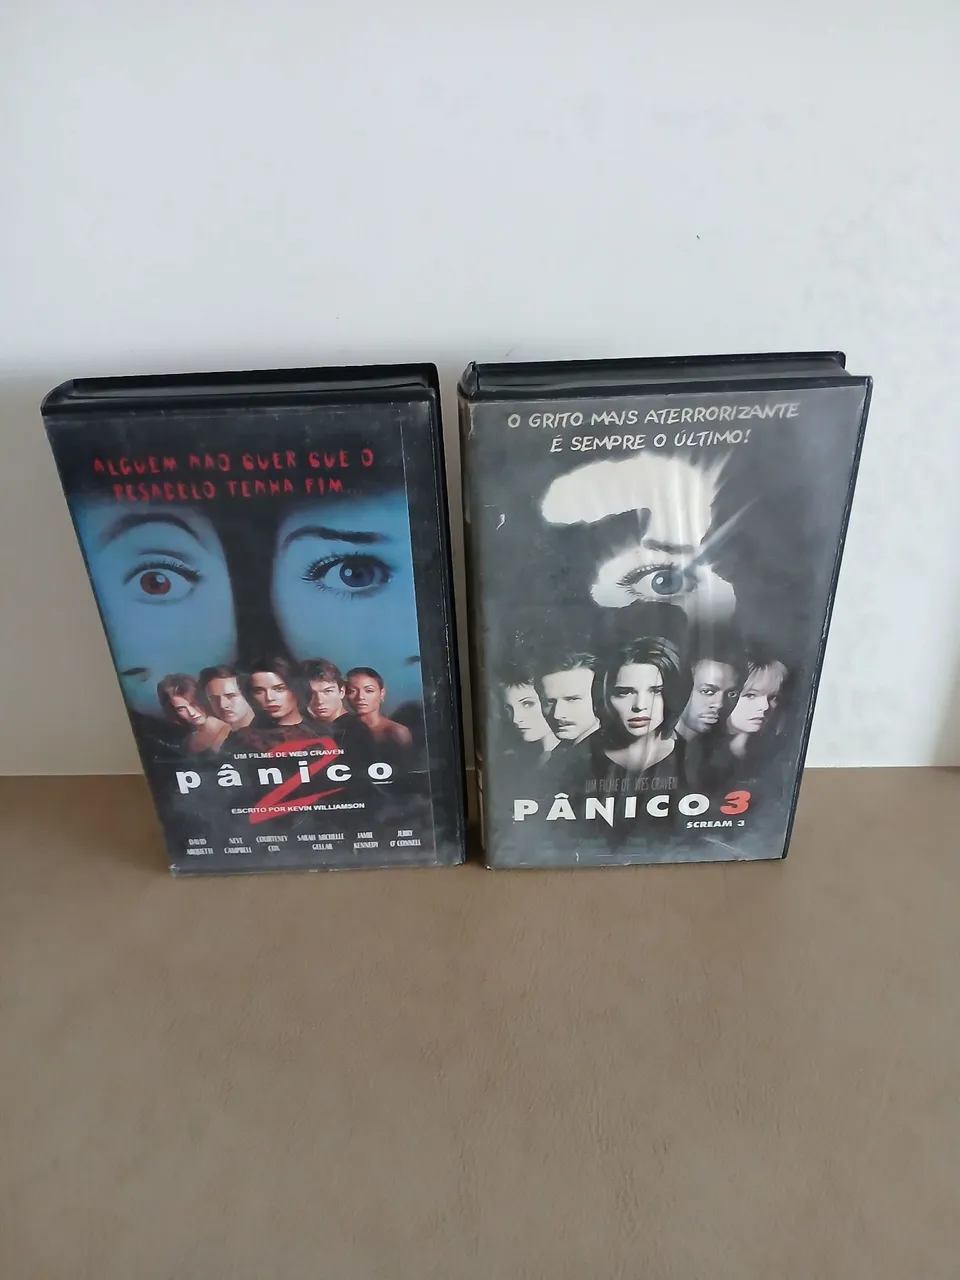 ALGUEM NÃO QUER QUE O
PESADELO TENHA FIM...
UM FILME DE WES CRAVEN
pânico 2
ESCRITO POR KEVIN WILLIAMSON
DAVID ARQUETTE
NEVE CAMPBELL
COURTENEY COX
SARAH MICHELLE GELLAR
JAMIE KENNEDY
JERRY O'CONNELL
O GRITO MAIS ATERRORIZANTE
É SEMPRE O ÚLTIMO!
UM FILME DE WES CRAVEN
PÂNICO 3
SCREAM 3